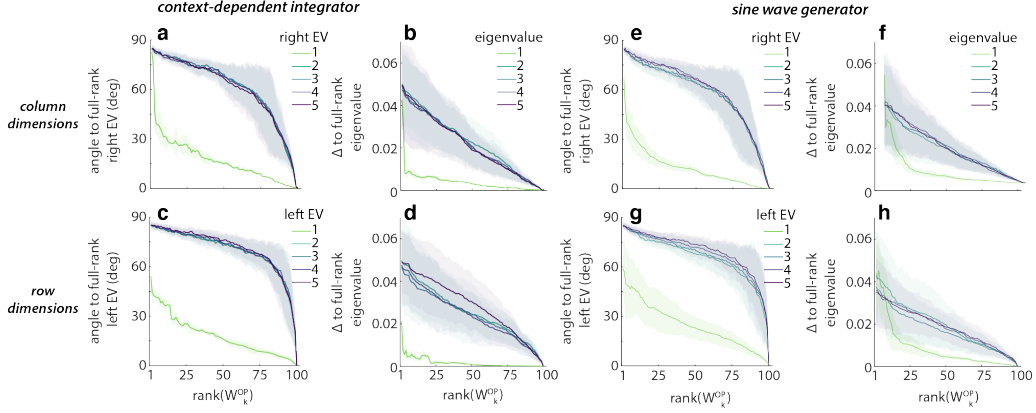 context-dependent integrator
sine wave generator
a
right EV
1
2
3
4
5
angle to full-rank
right EV (deg)
90
60
30
0
b
eigenvalue
1
2
3
4
5
Δ to full-rank
eigenvalue
0.06
0.04
0.02
0
e
right EV
1
2
3
4
5
angle to full-rank
right EV (deg)
90
60
30
0
f
eigenvalue
1
2
3
4
5
Δ to full-rank
eigenvalue
0.06
0.04
0.02
0
column
dimensions
c
left EV
1
2
3
4
5
angle to full-rank
left EV (deg)
90
60
30
0
1 25 50 75 100
rank(W^OP_k)
d
Δ to full-rank
eigenvalue
0.06
0.04
0.02
0
1 25 50 75 100
rank(W^OP_k)
g
left EV
1
2
3
4
5
angle to full-rank
left EV (deg)
90
60
30
0
1 25 50 75 100
rank(W^OP_k)
h
Δ to full-rank
eigenvalue
0.06
0.04
0.02
0
1 25 50 75 100
rank(W^OP_k)
row
dimensions